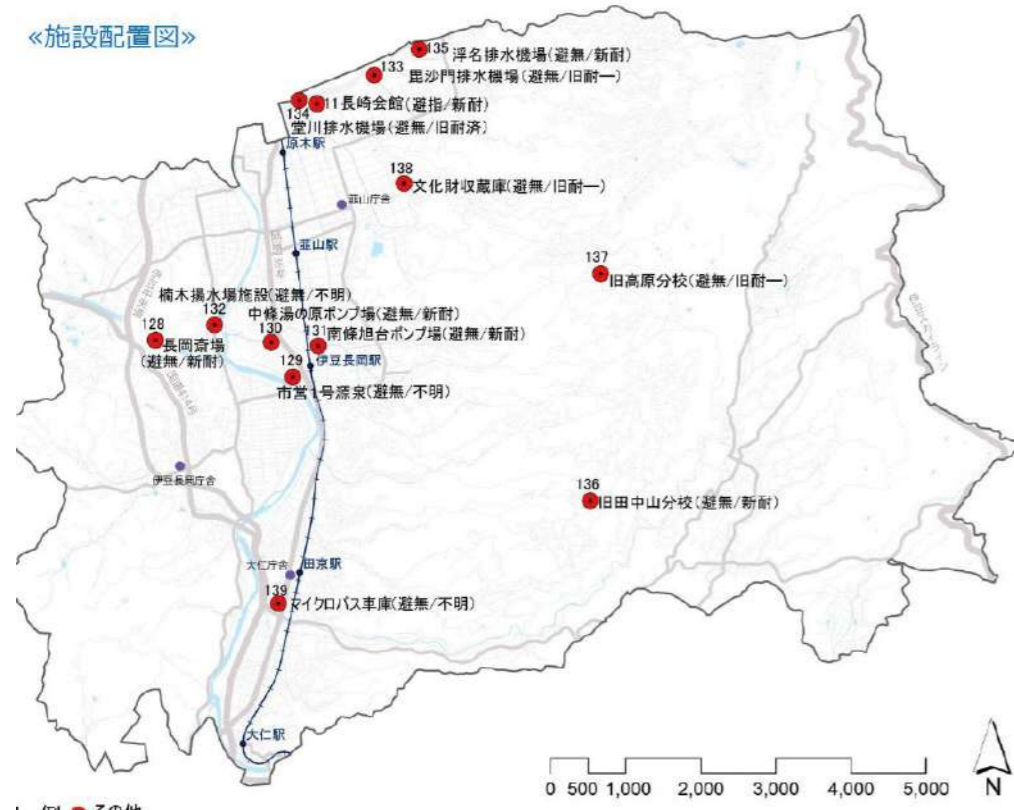 «施設配置図»
135
浮名排水機場(避無/新耐)
133
毘沙門排水機場(避無/旧耐一)
11長崎会館(避指/新耐)
134
堂川排水機場(避無/旧耐済)
原木駅
138
文化財収蔵庫(避無/旧耐一)
韮山庁舎
韮山駅
137
旧高原分校(避無/旧耐一)
楠木揚水場施設(避無/不明)
132
中條湯の原ポンプ場(避無/新耐)
128
130
131
南條旭台ポンプ場(避無/新耐)
長岡斎場
(避無/新耐)
129
伊豆長岡駅
市営1号源泉(避無/不明)
国道414号
伊豆長岡庁舎
136
旧田中山分校(避無/新耐)
大仁庁舎
田京駅
139
マイクロバス車庫(避無/不明)
大仁駅
0 500 1,000 2,000 3,000 4,000 5,000
N
その他